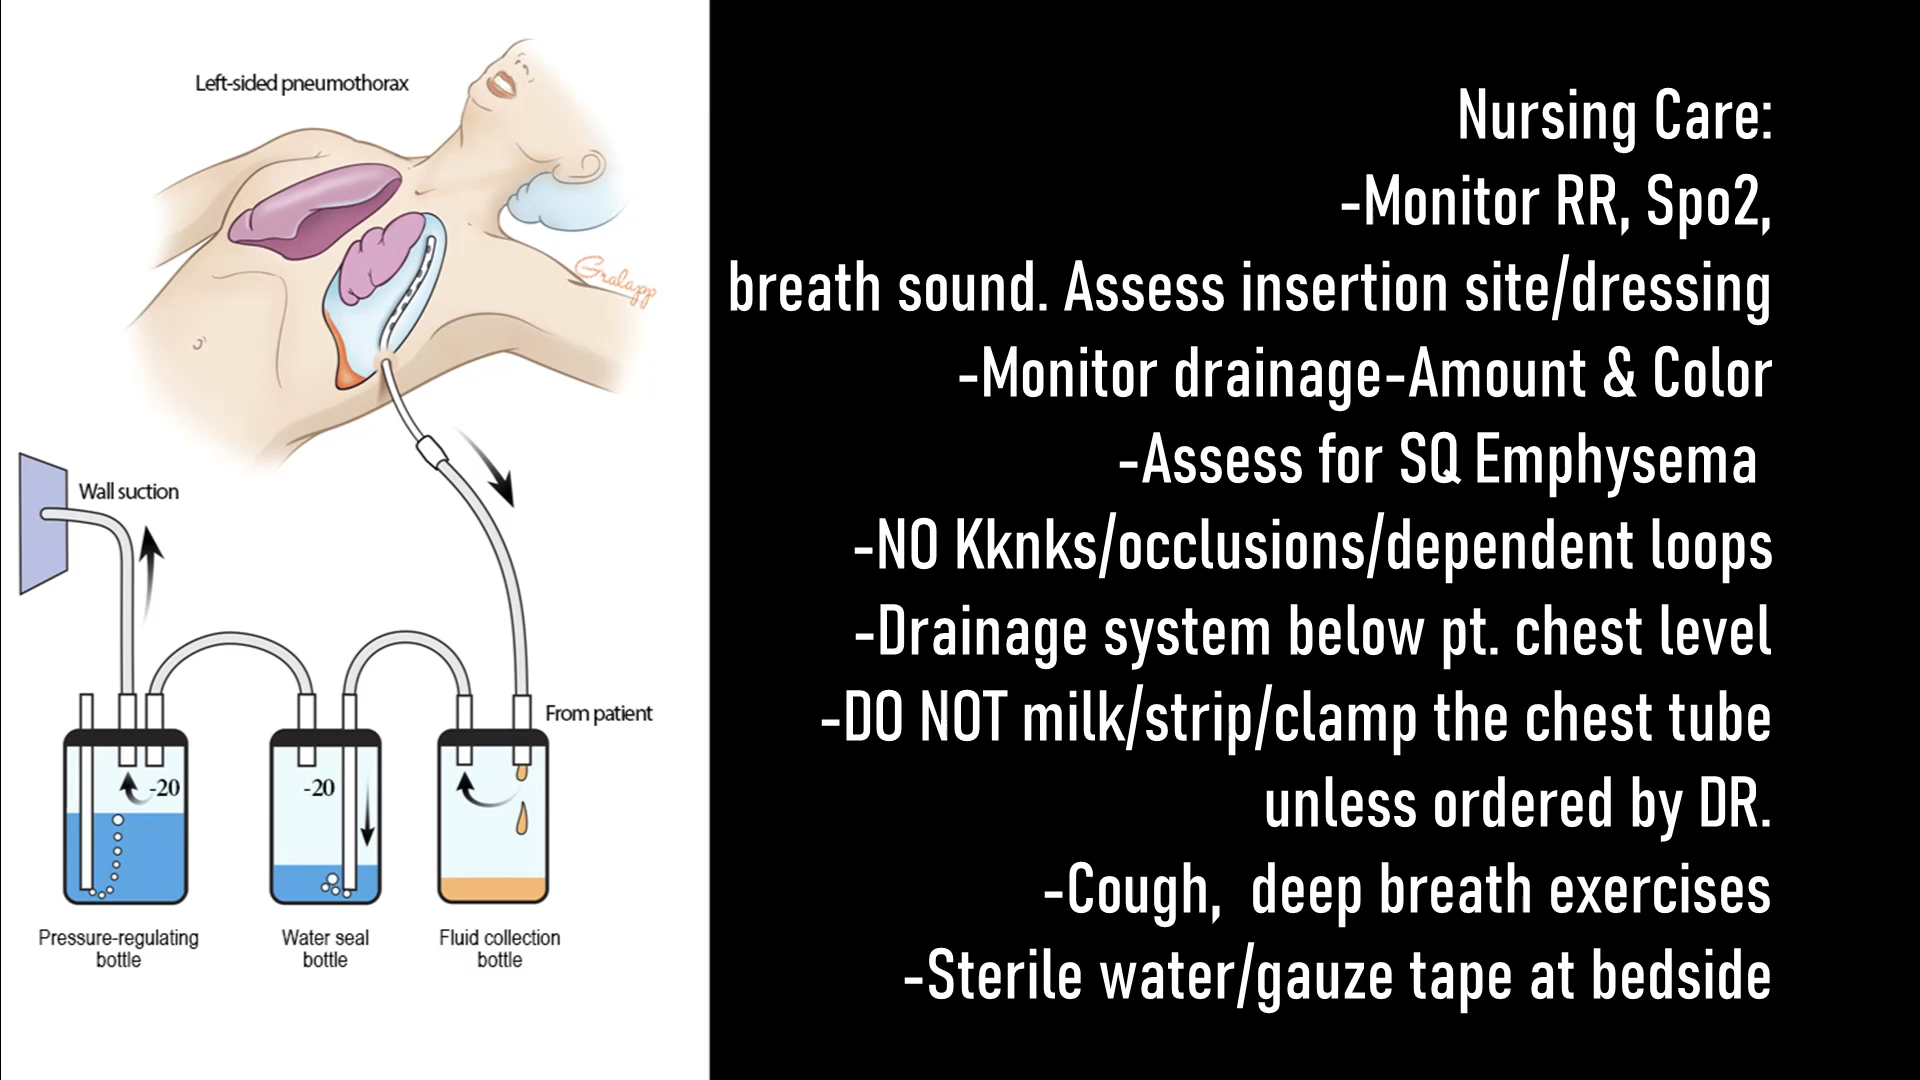 Left-sided pneumothorax
Gralapp
Wall suction
From patient
-20
-20
Pressure-regulating
bottle
Water seal
bottle
Fluid collection
bottle
Nursing Care:
-Monitor RR, Spo2,
breath sound. Assess insertion site/dressing
-Monitor drainage-Amount & Color
-Assess for SQ Emphysema
-NO Kknks/occlusions/dependent loops
-Drainage system below pt. chest level
-DO NOT milk/strip/clamp the chest tube
unless ordered by DR.
-Cough,  deep breath exercises
-Sterile water/gauze tape at bedside